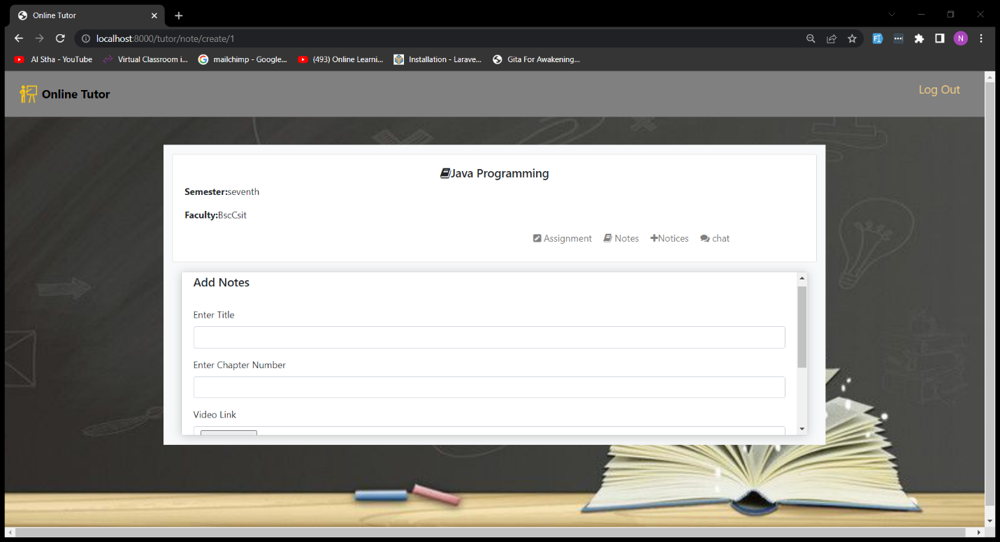 Online Tutor
localhost:8000/tutor/note/create/1
N
Al Stha - YouTube Virtual Classroom i... mailchimp - Google... (493) Online Learni... Installation - Larave... Gita For Awakening...
Online Tutor
Log Out
Java Programming
Semester:seventh
Faculty:BscCsit
Assignment Notes Notices chat
Add Notes
Enter Title
Enter Chapter Number
Video Link